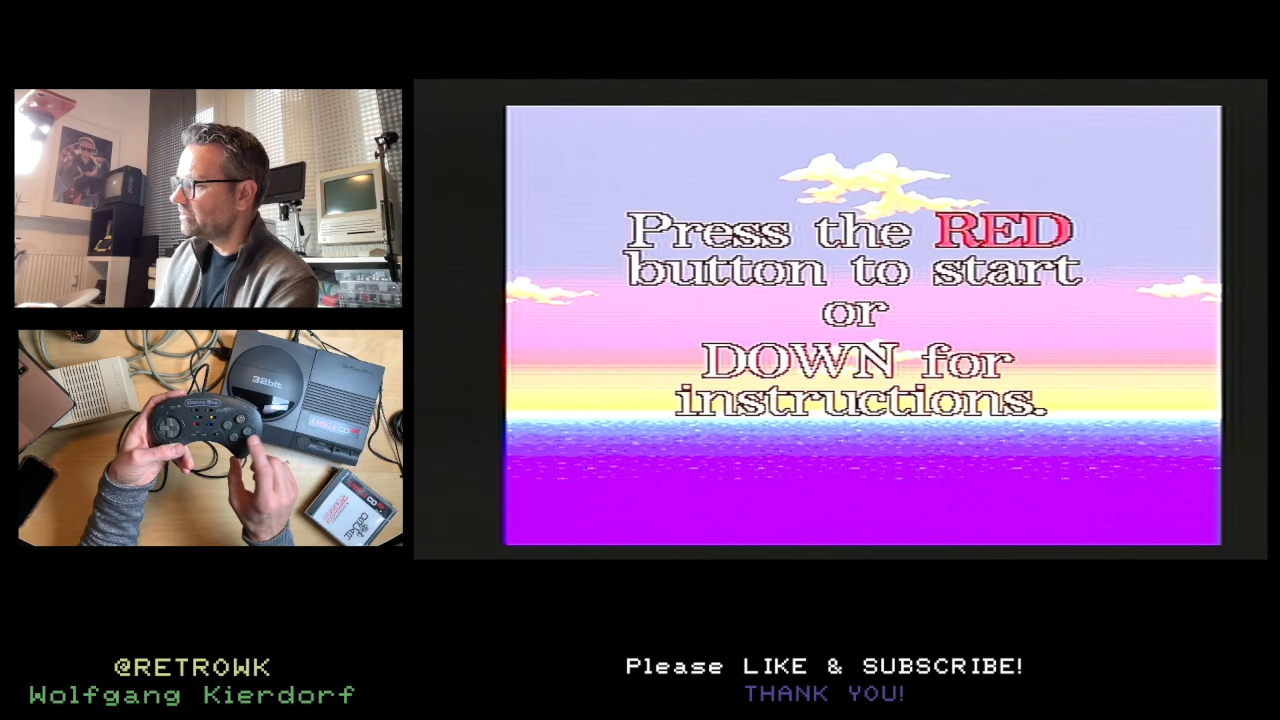 Press the RED
button to start
or
DOWN for
instructions.
32bit
@RETROWK
Wolfgang Kierdorf
Please LIKE & SUBSCRIBE!
THANK YOU!